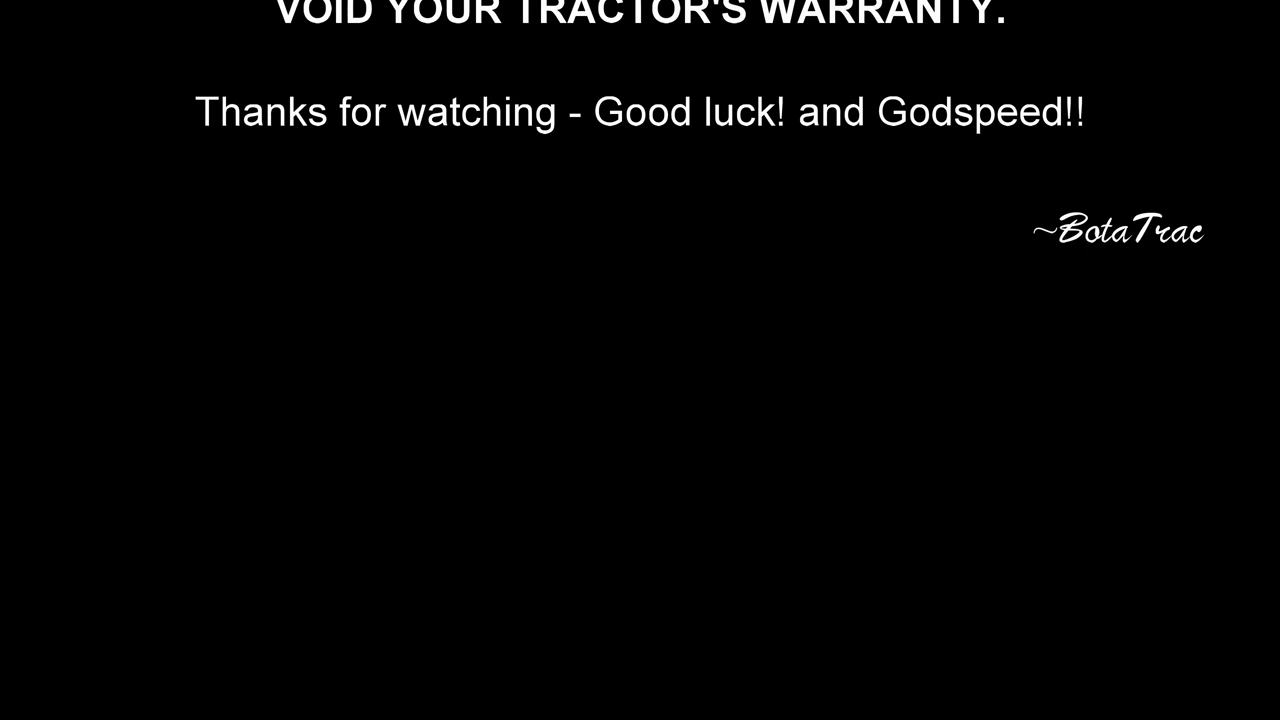 VOID YOUR TRACTOR'S WARRANTY.
Thanks for watching - Good luck! and Godspeed!!
~BotaTrac